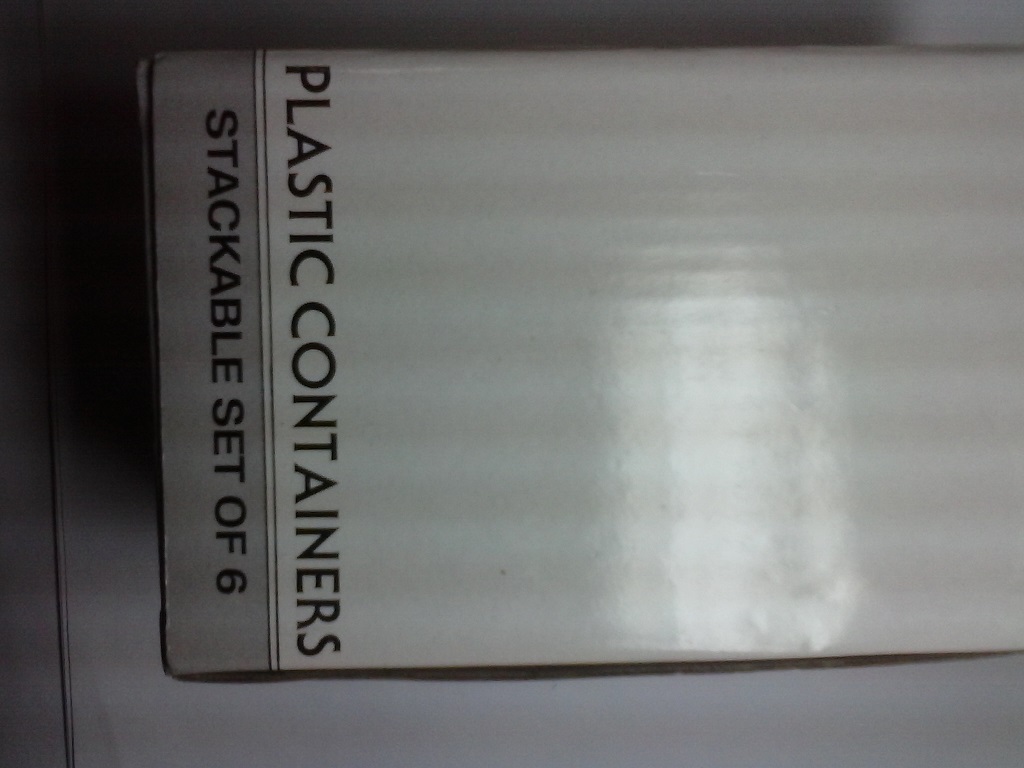 PLASTIC CONTAINERS
STACKABLE SET OF 6